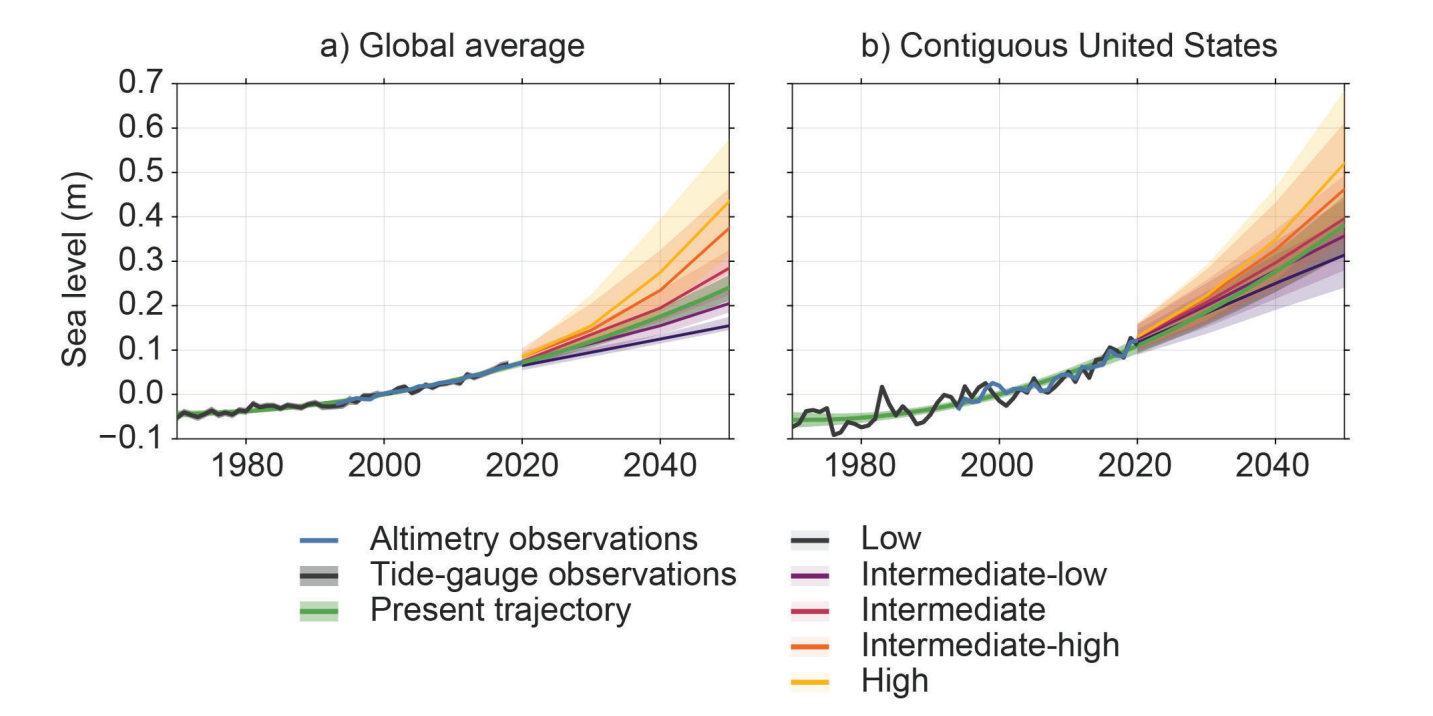 a) Global average
b) Contiguous United States
Sea level (m)
0.7
0.6
0.5
0.4
0.3
0.2
0.1
0.0
−0.1
1980 2000 2020 2040
1980 2000 2020 2040
Altimetry observations
Tide-gauge observations
Present trajectory
Low
Intermediate-low
Intermediate
Intermediate-high
High